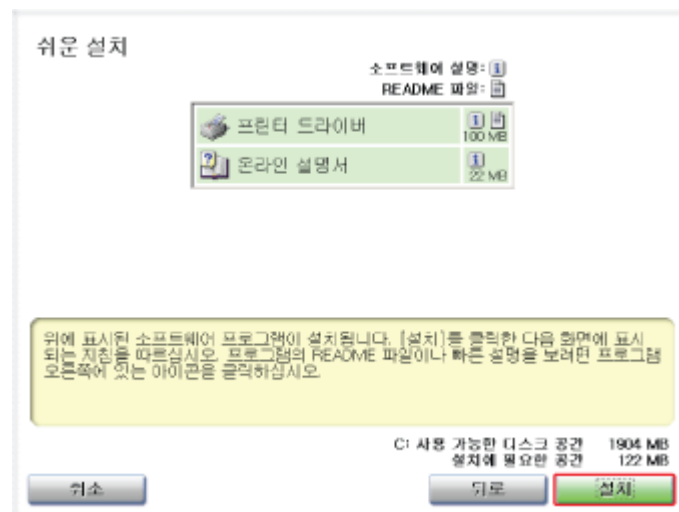 쉬운 설치
소프트웨어 설명:
README 파일:
프린터 드라이버
100 MB
온라인 설명서
22 MB
위에 표시된 소프트웨어 프로그램이 설치됩니다. [설치]를 클릭한 다음 화면에 표시
되는 지침을 따르십시오. 프로그램의 README 파일이나 빠른 설명을 보려면 프로그램
오른쪽에 있는 아이콘을 클릭하십시오.
C: 사용 가능한 디스크 공간 1904 MB
설치에 필요한 공간 122 MB
취소 뒤로 설치